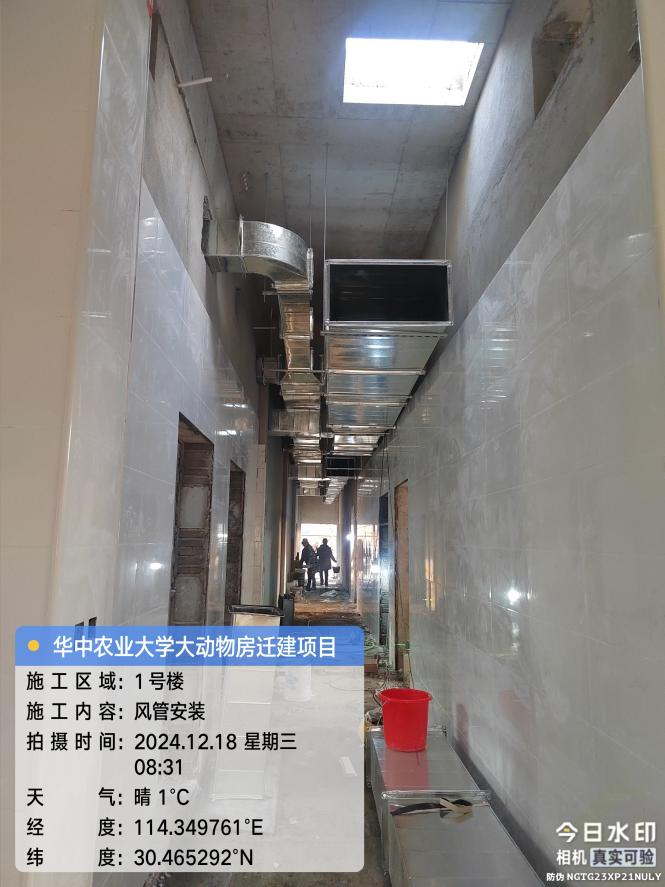 华中农业大学大动物房迁建项目
施工区域：1号楼
施工内容：风管安装
拍摄时间：2024.12.18 星期三
08:31
天气：晴 1℃
经度：114.349761°E
纬度：30.465292°N
今日水印
相机 真实可验
防伪 NGTG23XP21NULY